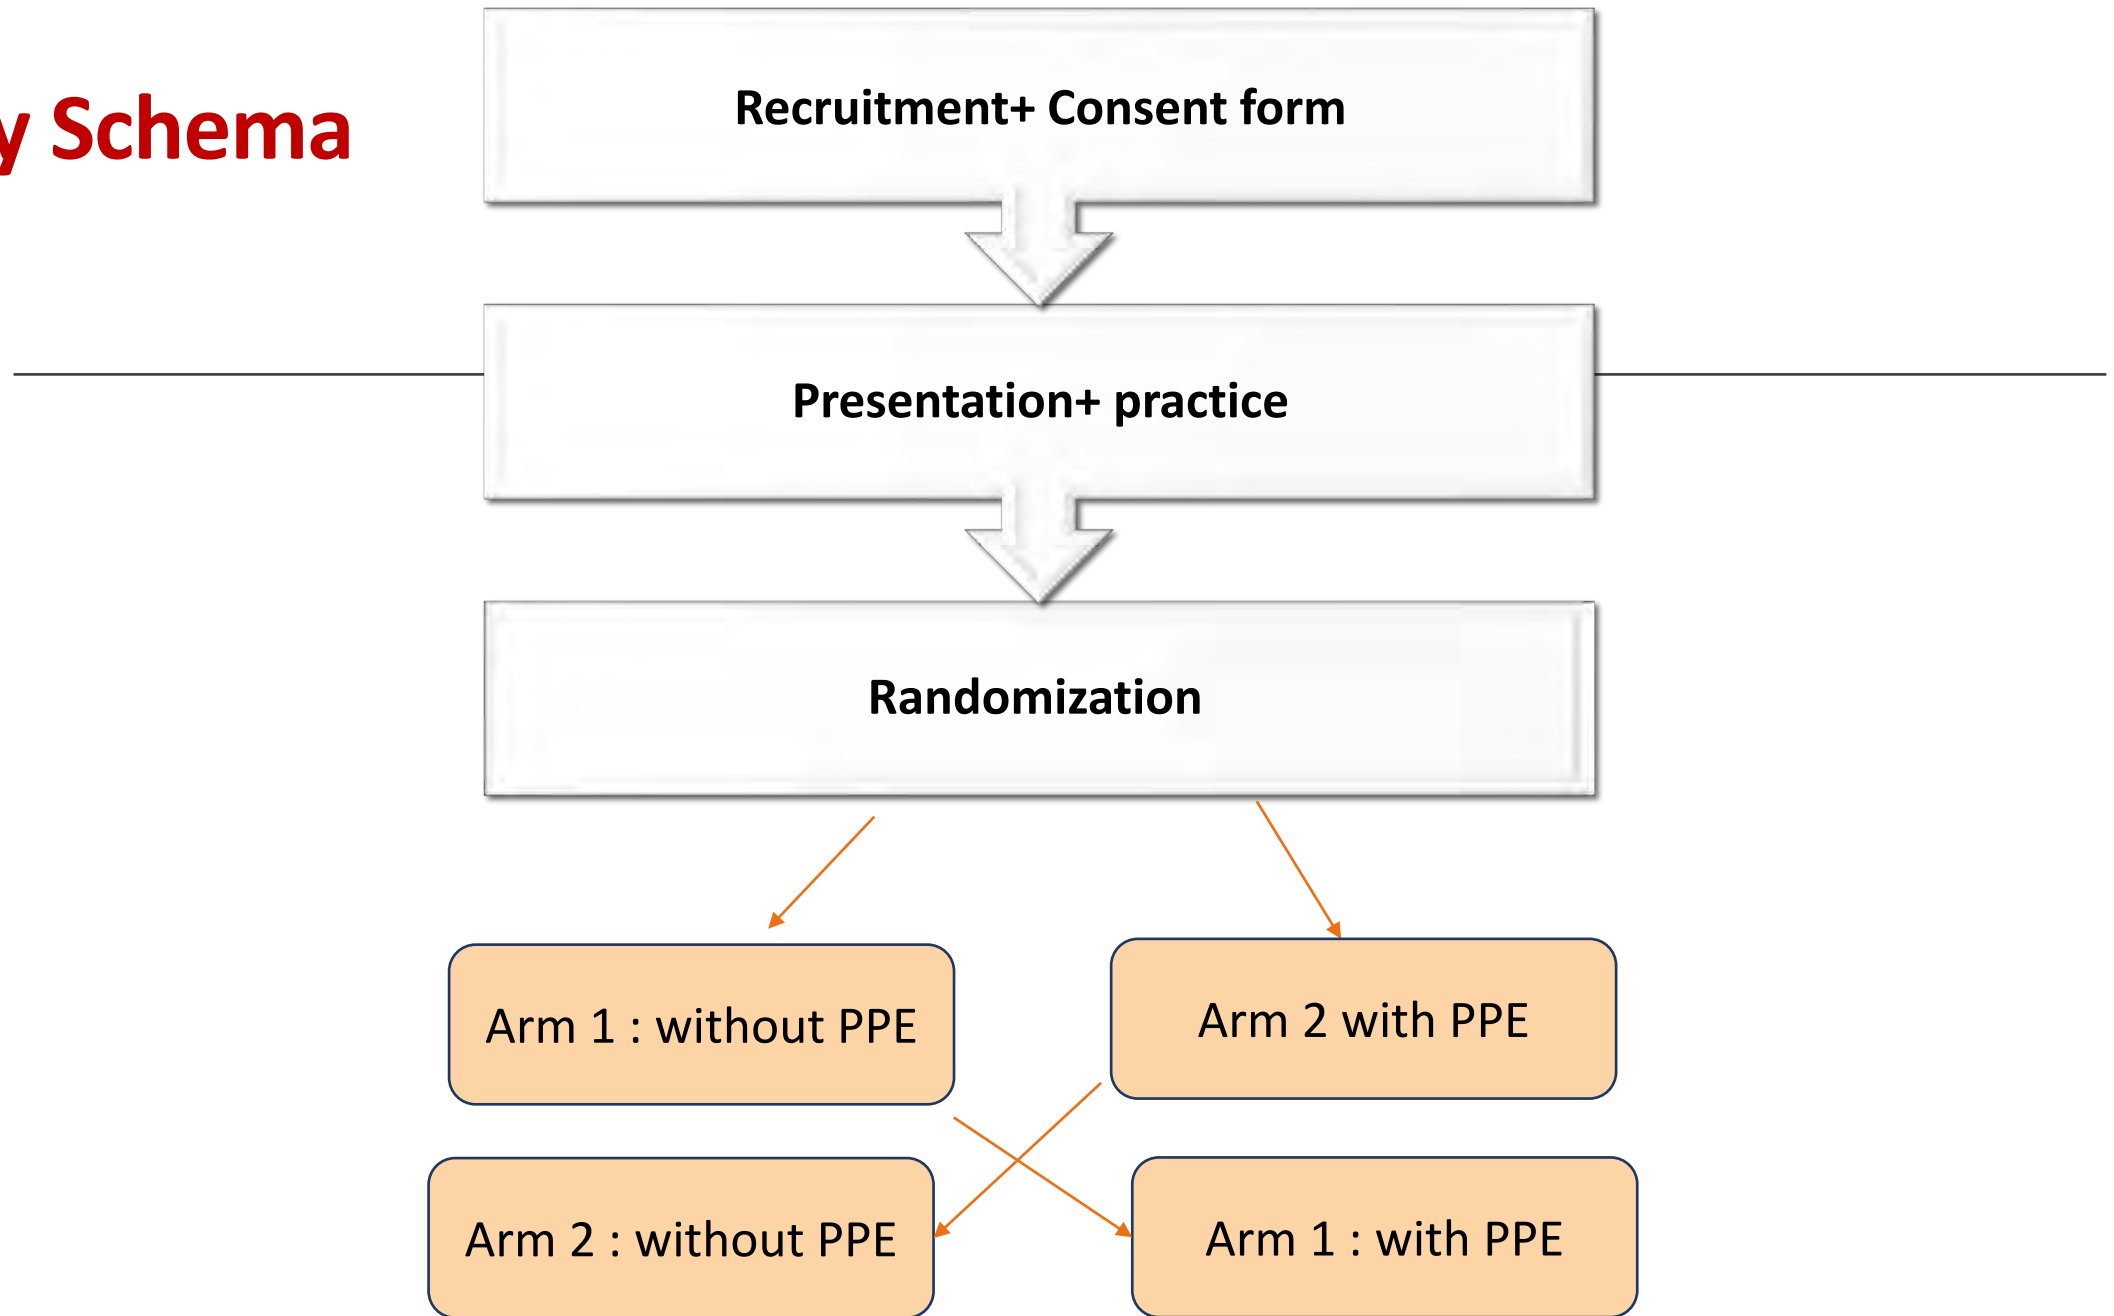 y Schema
Recruitment+ Consent form
Presentation+ practice
Randomization
Arm 1 : without PPE
Arm 2 with PPE
Arm 2 : without PPE
Arm 1 : with PPE